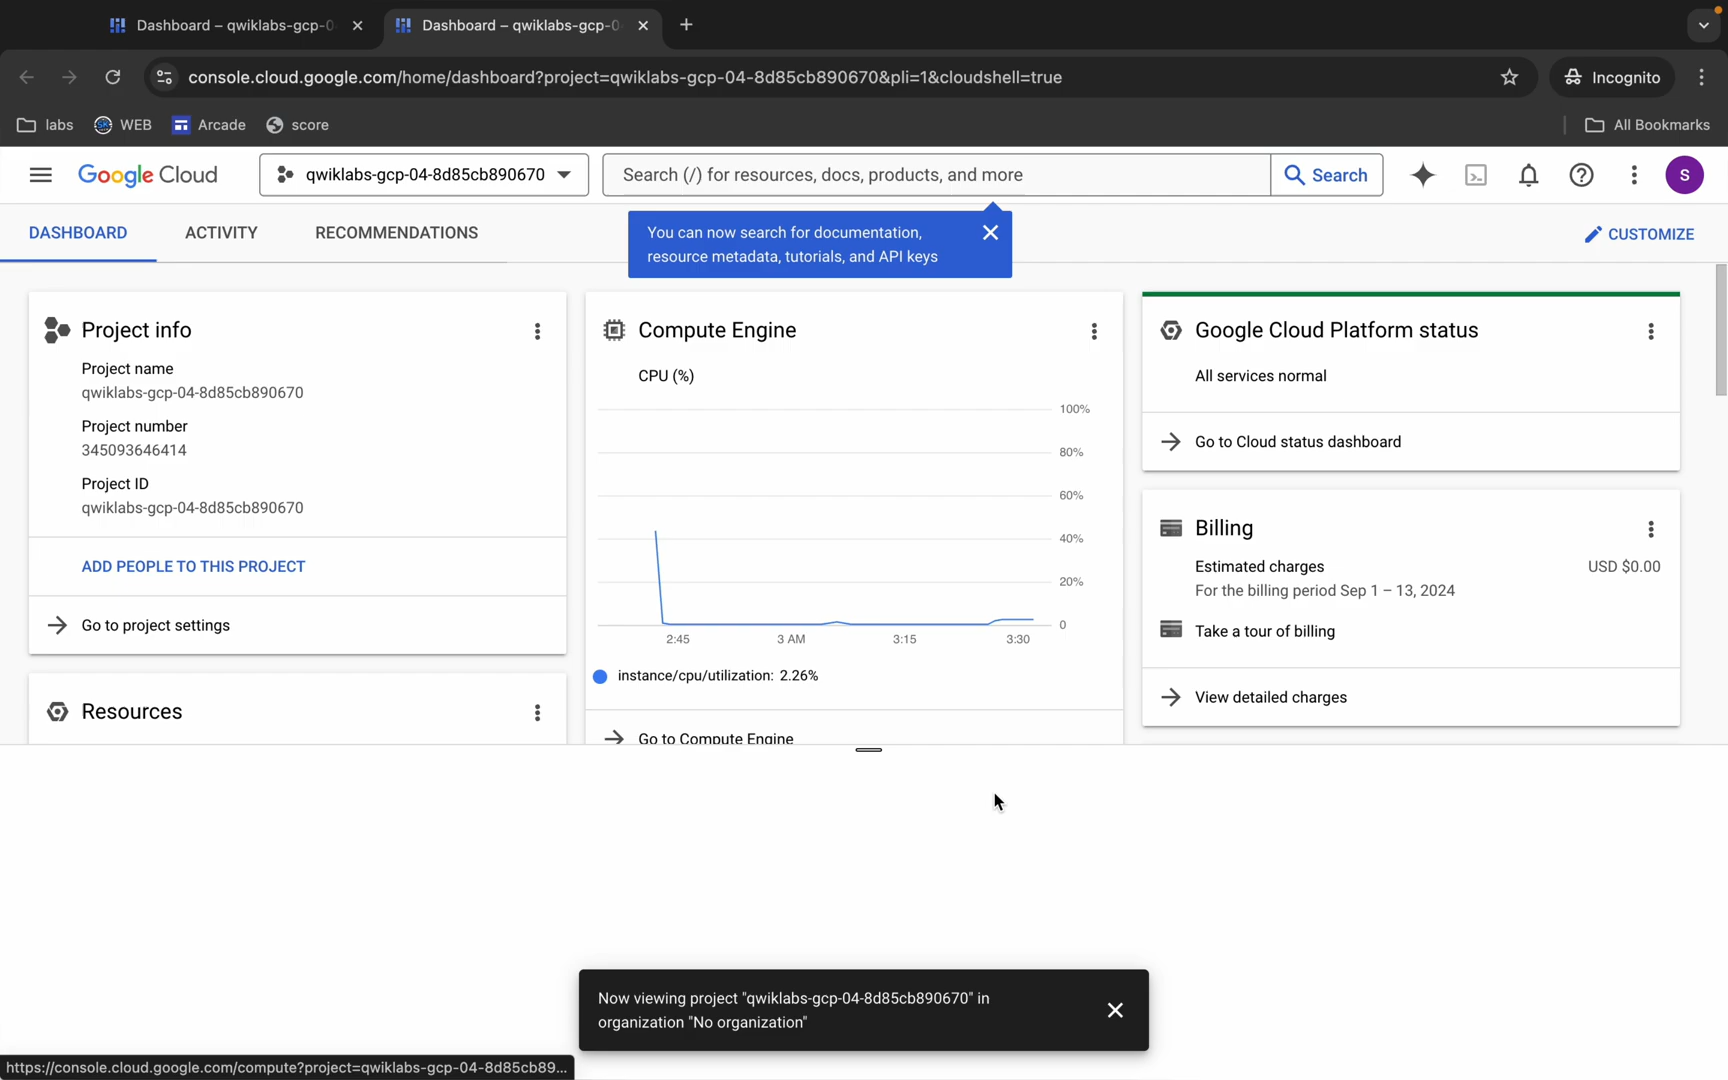 Dashboard – qwiklabs-gcp-0
Dashboard – qwiklabs-gcp-0
console.cloud.google.com/home/dashboard?project=qwiklabs-gcp-04-8d85cb890670&pli=1&cloudshell=true
Incognito
labs
WEB
Arcade
score
All Bookmarks
Google Cloud
qwiklabs-gcp-04-8d85cb890670
Search (/) for resources, docs, products, and more
Search
S
DASHBOARD
ACTIVITY
RECOMMENDATIONS
You can now search for documentation,
resource metadata, tutorials, and API keys
CUSTOMIZE
Project info
Project name
qwiklabs-gcp-04-8d85cb890670
Project number
345093646414
Project ID
qwiklabs-gcp-04-8d85cb890670
ADD PEOPLE TO THIS PROJECT
Go to project settings
Resources
Compute Engine
CPU (%)
100%
80%
60%
40%
20%
0
2:45
3 AM
3:15
3:30
instance/cpu/utilization: 2.26%
Go to Compute Engine
Google Cloud Platform status
All services normal
Go to Cloud status dashboard
Billing
Estimated charges
USD $0.00
For the billing period Sep 1 – 13, 2024
Take a tour of billing
View detailed charges
Now viewing project "qwiklabs-gcp-04-8d85cb890670" in
organization "No organization"
https://console.cloud.google.com/compute?project=qwiklabs-gcp-04-8d85cb89...